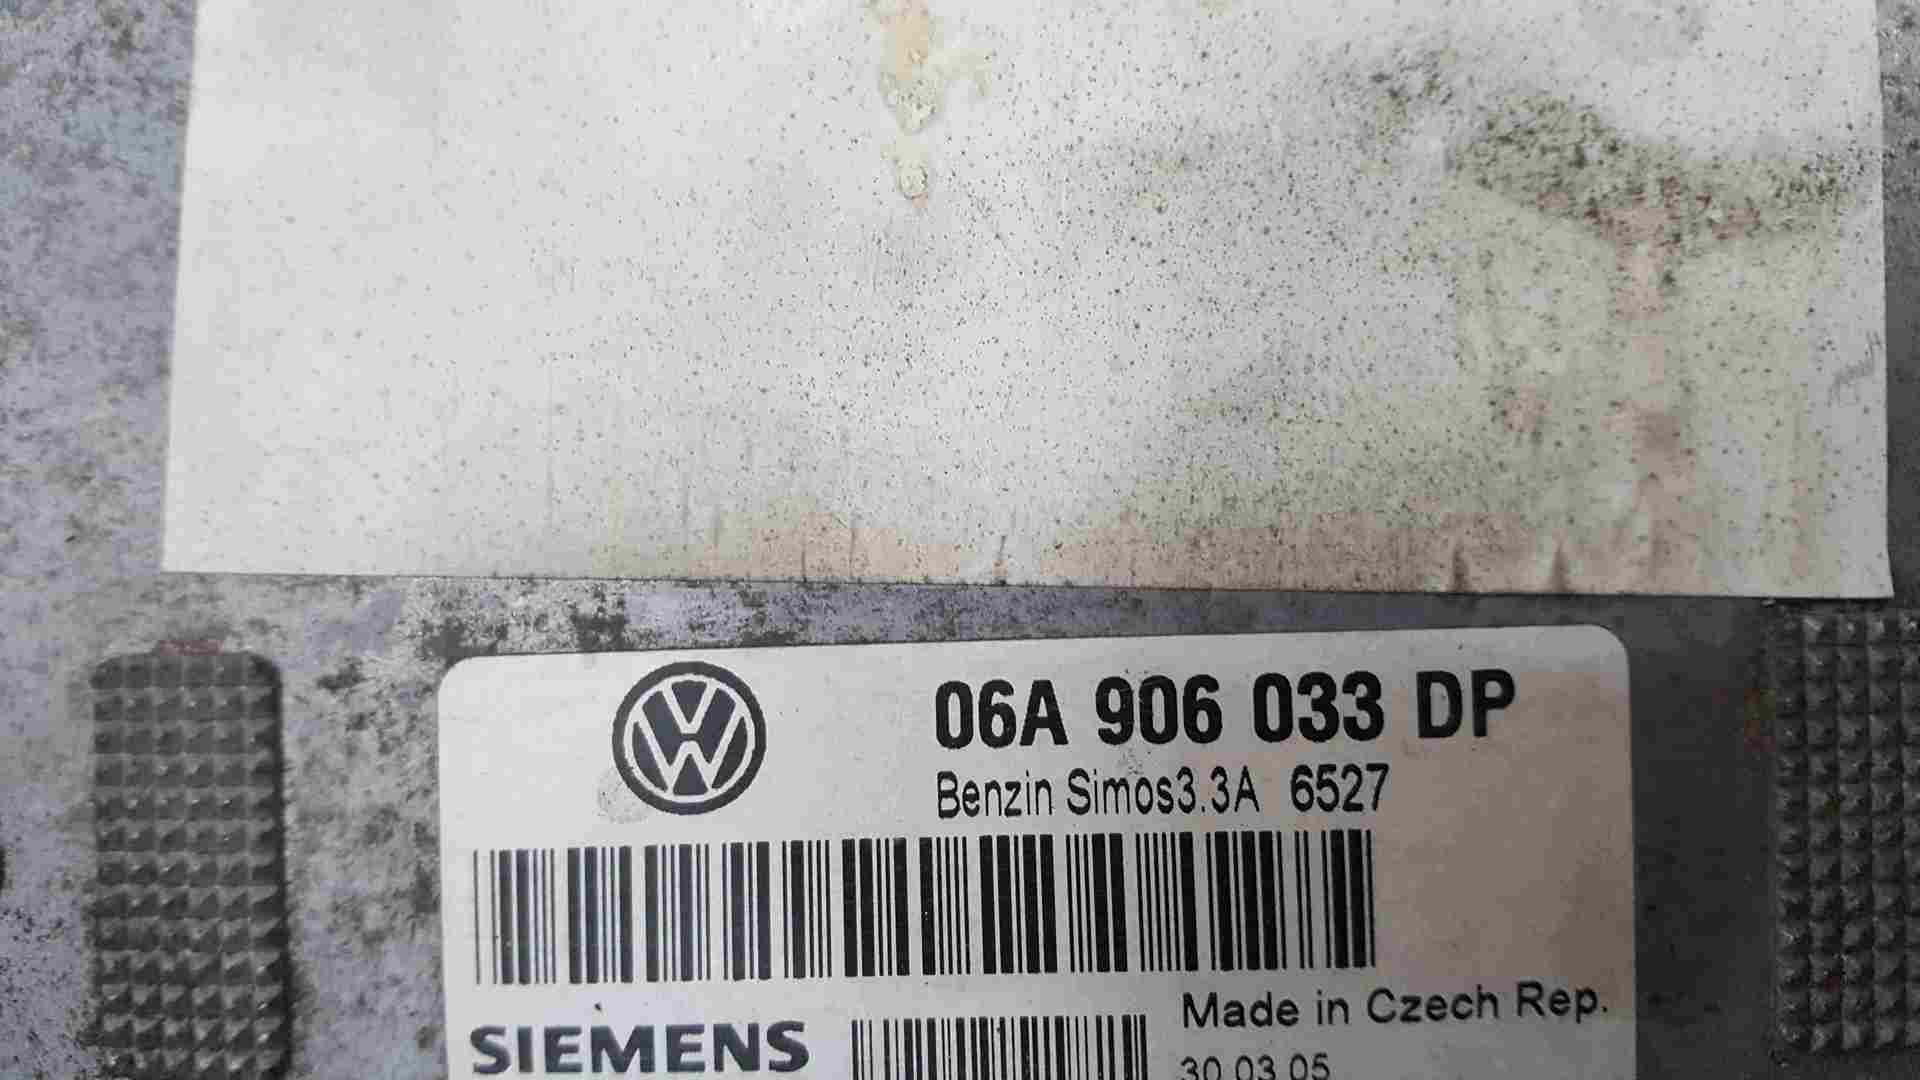 06A 906 033 DP
Benzin Simos3.3A 6527
Made in Czech Rep.
SIEMENS
30.03.05